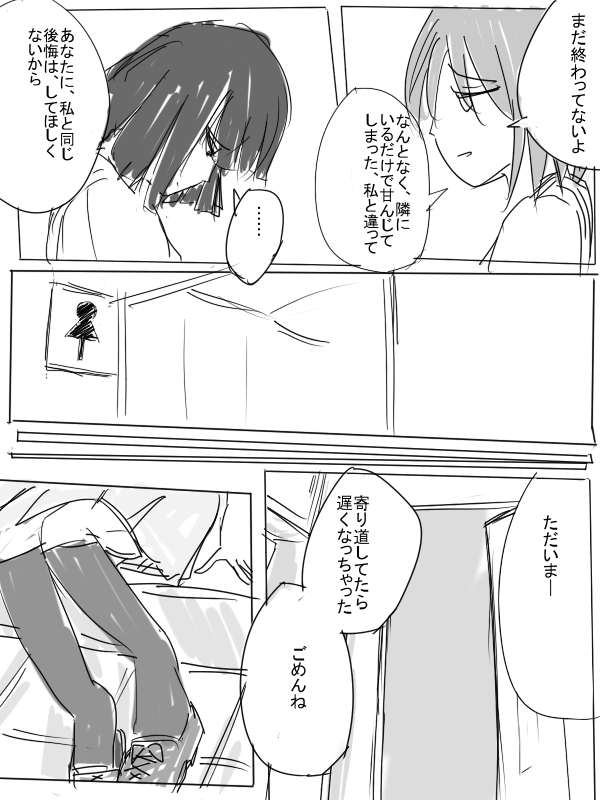 まだ終わってないよ
なんとなく、隣に
いるだけで甘んじて
しまった、私と違って
……
あなたに、私と同じ
後悔は、してほしく
ないから
ただいまー
寄り道してたら
遅くなっちゃった
ごめんね